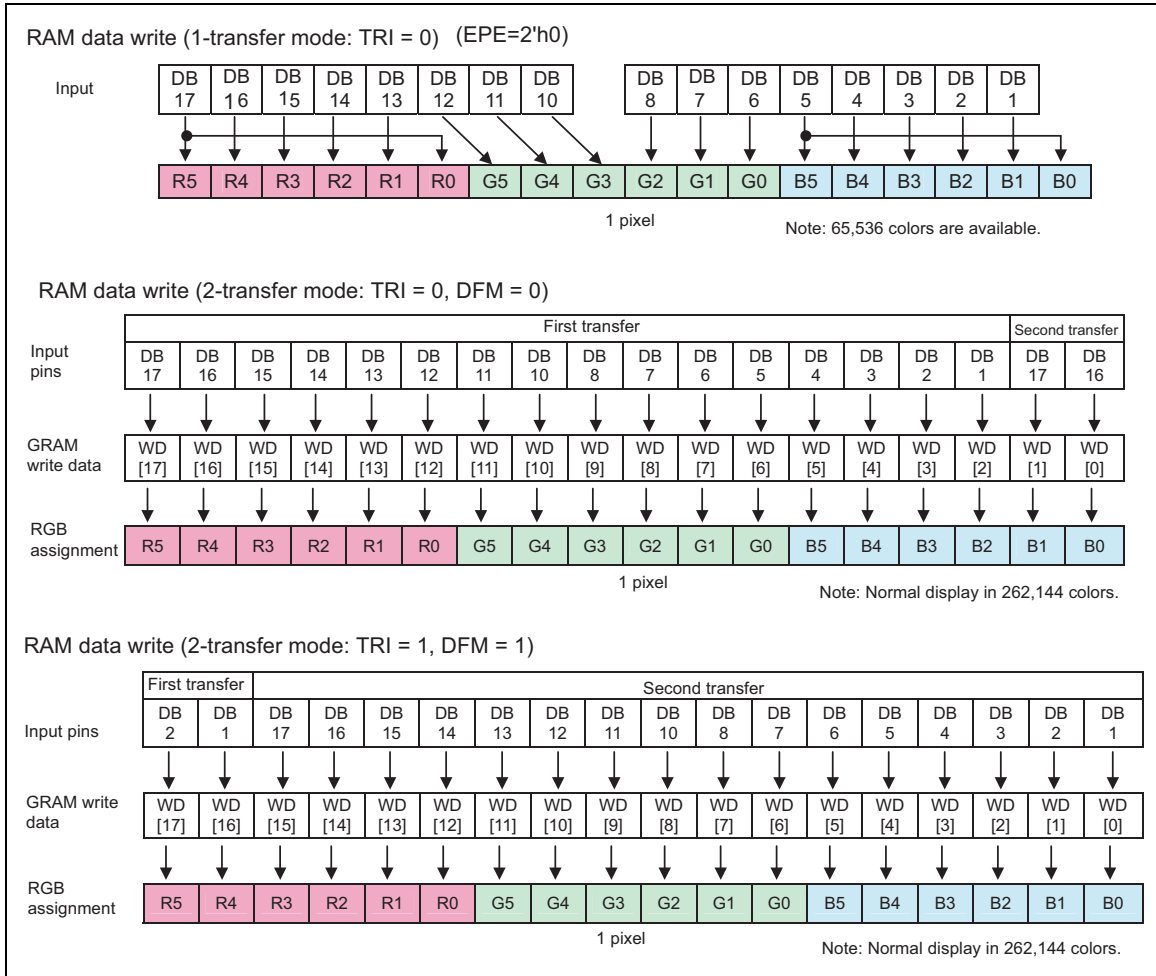 RAM data write (1-transfer mode: TRI = 0) (EPE=2'h0)
Input
DB 17 DB 16 DB 15 DB 14 DB 13 DB 12 DB 11 DB 10 DB 8 DB 7 DB 6 DB 5 DB 4 DB 3 DB 2 DB 1
R5 R4 R3 R2 R1 R0 G5 G4 G3 G2 G1 G0 B5 B4 B3 B2 B1 B0
1 pixel
Note: 65,536 colors are available.
RAM data write (2-transfer mode: TRI = 0, DFM = 0)
First transfer Second transfer
Input pins
DB 17 DB 16 DB 15 DB 14 DB 13 DB 12 DB 11 DB 10 DB 8 DB 7 DB 6 DB 5 DB 4 DB 3 DB 2 DB 1 DB 17 DB 16
GRAM write data
WD [17] WD [16] WD [15] WD [14] WD [13] WD [12] WD [11] WD [10] WD [9] WD [8] WD [7] WD [6] WD [5] WD [4] WD [3] WD [2] WD [1] WD [0]
RGB assignment
R5 R4 R3 R2 R1 R0 G5 G4 G3 G2 G1 G0 B5 B4 B3 B2 B1 B0
1 pixel
Note: Normal display in 262,144 colors.
RAM data write (2-transfer mode: TRI = 1, DFM = 1)
First transfer Second transfer
Input pins
DB 2 DB 1 DB 17 DB 16 DB 15 DB 14 DB 13 DB 12 DB 11 DB 10 DB 8 DB 7 DB 6 DB 5 DB 4 DB 3 DB 2 DB 1
GRAM write data
WD [17] WD [16] WD [15] WD [14] WD [13] WD [12] WD [11] WD [10] WD [9] WD [8] WD [7] WD [6] WD [5] WD [4] WD [3] WD [2] WD [1] WD [0]
RGB assignment
R5 R4 R3 R2 R1 R0 G5 G4 G3 G2 G1 G0 B5 B4 B3 B2 B1 B0
1 pixel
Note: Normal display in 262,144 colors.